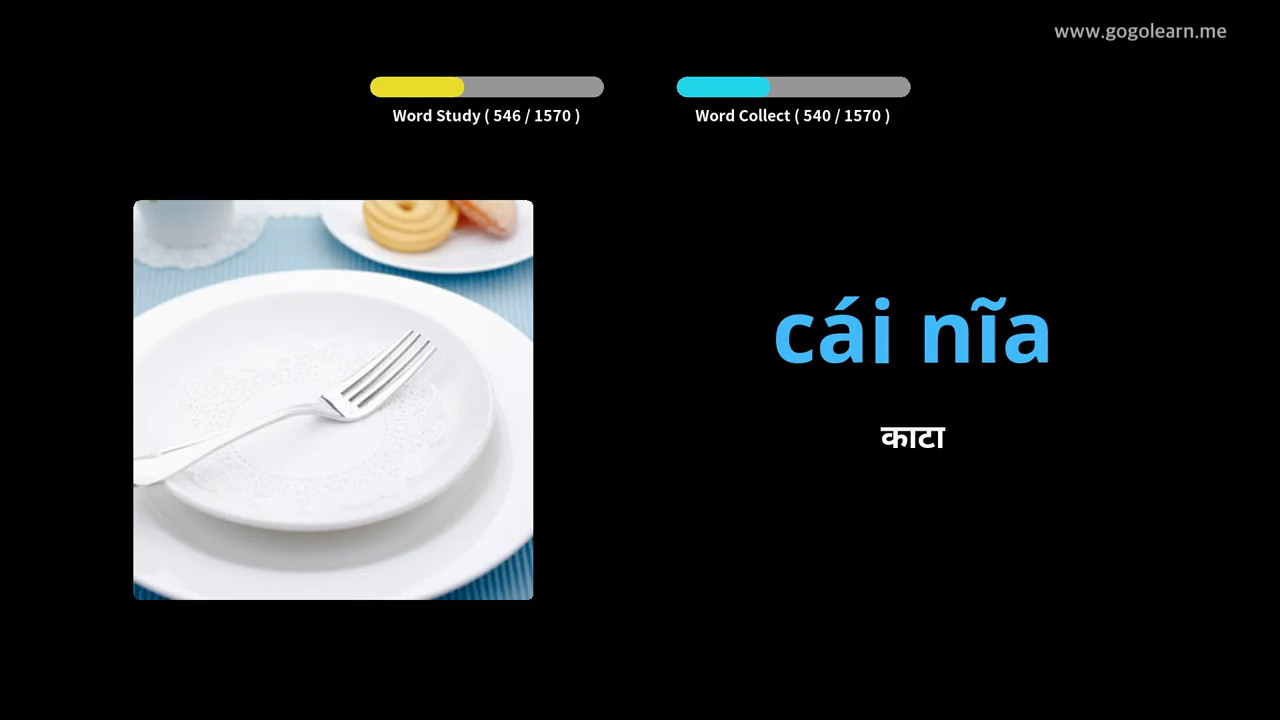 www.gogolearn.me
Word Study ( 546 / 1570 )
Word Collect ( 540 / 1570 )
cái nĩa
काटा